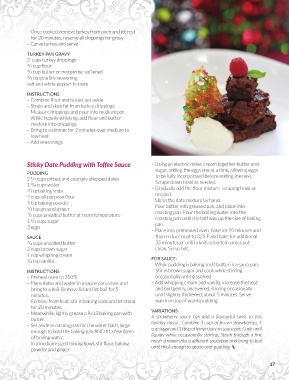 Once cooked, remove turkey from oven and let rest
for 20 minutes, reserve all drippings for gravy
- Carve turkey and serve
TURKEY PAN GRAVY
2 cups turkey drippings
½ cup flour
½ cup butter or margarine, softened
¼ tsp poultry seasoning
salt and white pepper to taste
INSTRUCTIONS
- Combine flour and butter, set aside
- Strain and skim fat from turkey drippings
- Measure drippings and pour into medium pot.
While heavily whisking, add flour and butter
mixture into drippings
- Bring to a simmer for 2 minutes over medium to
low heat
- Add seasonings
Sticky Date Pudding with Toffee Sauce
PUDDING
2 ½ cups pitted, and coarsely chopped dates
1 ¾ cups water
1 tsp baking soda
2 cups all purpose flour
1 tsp baking powder
½ tsp ground ginger
¾ cups unsalted butter at room temperature
1 ¼ cups sugar
3 eggs
SAUCE
¾ cups unsalted butter
2 cups brown sugar
1 cup whipping cream
½ tsp vanilla
INSTRUCTIONS
- Preheat oven to 350°F.
- Place dates and water in a sauce pan, cover and
bring to a boil. Remove lid and let boil for 5
minutes.
- Remove from heat, stir in baking soda and let stand
for 20 minutes.
- Meanwhile, lightly grease a 9x13 baking pan with
butter.
- Set aside a roasting pan for the water bath, large
enough to hold the baking pan AND
of boiling water.
- In a medium sized mixing bowl, stir flour, baking
powder and ginger.
- Using an electric mixer, cream together butter and
sugar, adding the eggs one at a time, allowing eggs
to be fully incorporated before adding the next.
Scrape down bowl as needed.
- Gradually add the flour mixture, scraping bowl as
needed.
- Stir in the date mixture by hand.
- Pour batter into greased pan, and place into
roasting pan. Pour the boiling water into the
roasting pan until it is half way up the side of baking
pan.
- Place into preheated oven, bake for 10 minutes and
then reduce heat to 325 F and bake for additional
35 minutes or until a knife inserted comes out
clean. Serve hot.
FOR SAUCE:
- While pudding is baking, melt butter in a saucepan.
Stir in brown sugar and cook while stirring
occasionally until dissolved
- Add whipping cream and vanilla, increase the heat
and boil gently, uncovered, stirring occasionally
until slightly thickened, about 5 minutes. Serve
warm on top of warm pudding.
VARIATIONS
A strawberry sauce can add a flavourful twist to this
holiday classic. Combine 3 cups of frozen strawberries, 1
cup sugar and 1 tbsp of lemon juice in a saucepan. Cook until
liquidy while occasionally stirring. Strain through a fine
mesh strainer into a different saucepan and bring to boil
until thick enough to spoon over pudding.
37